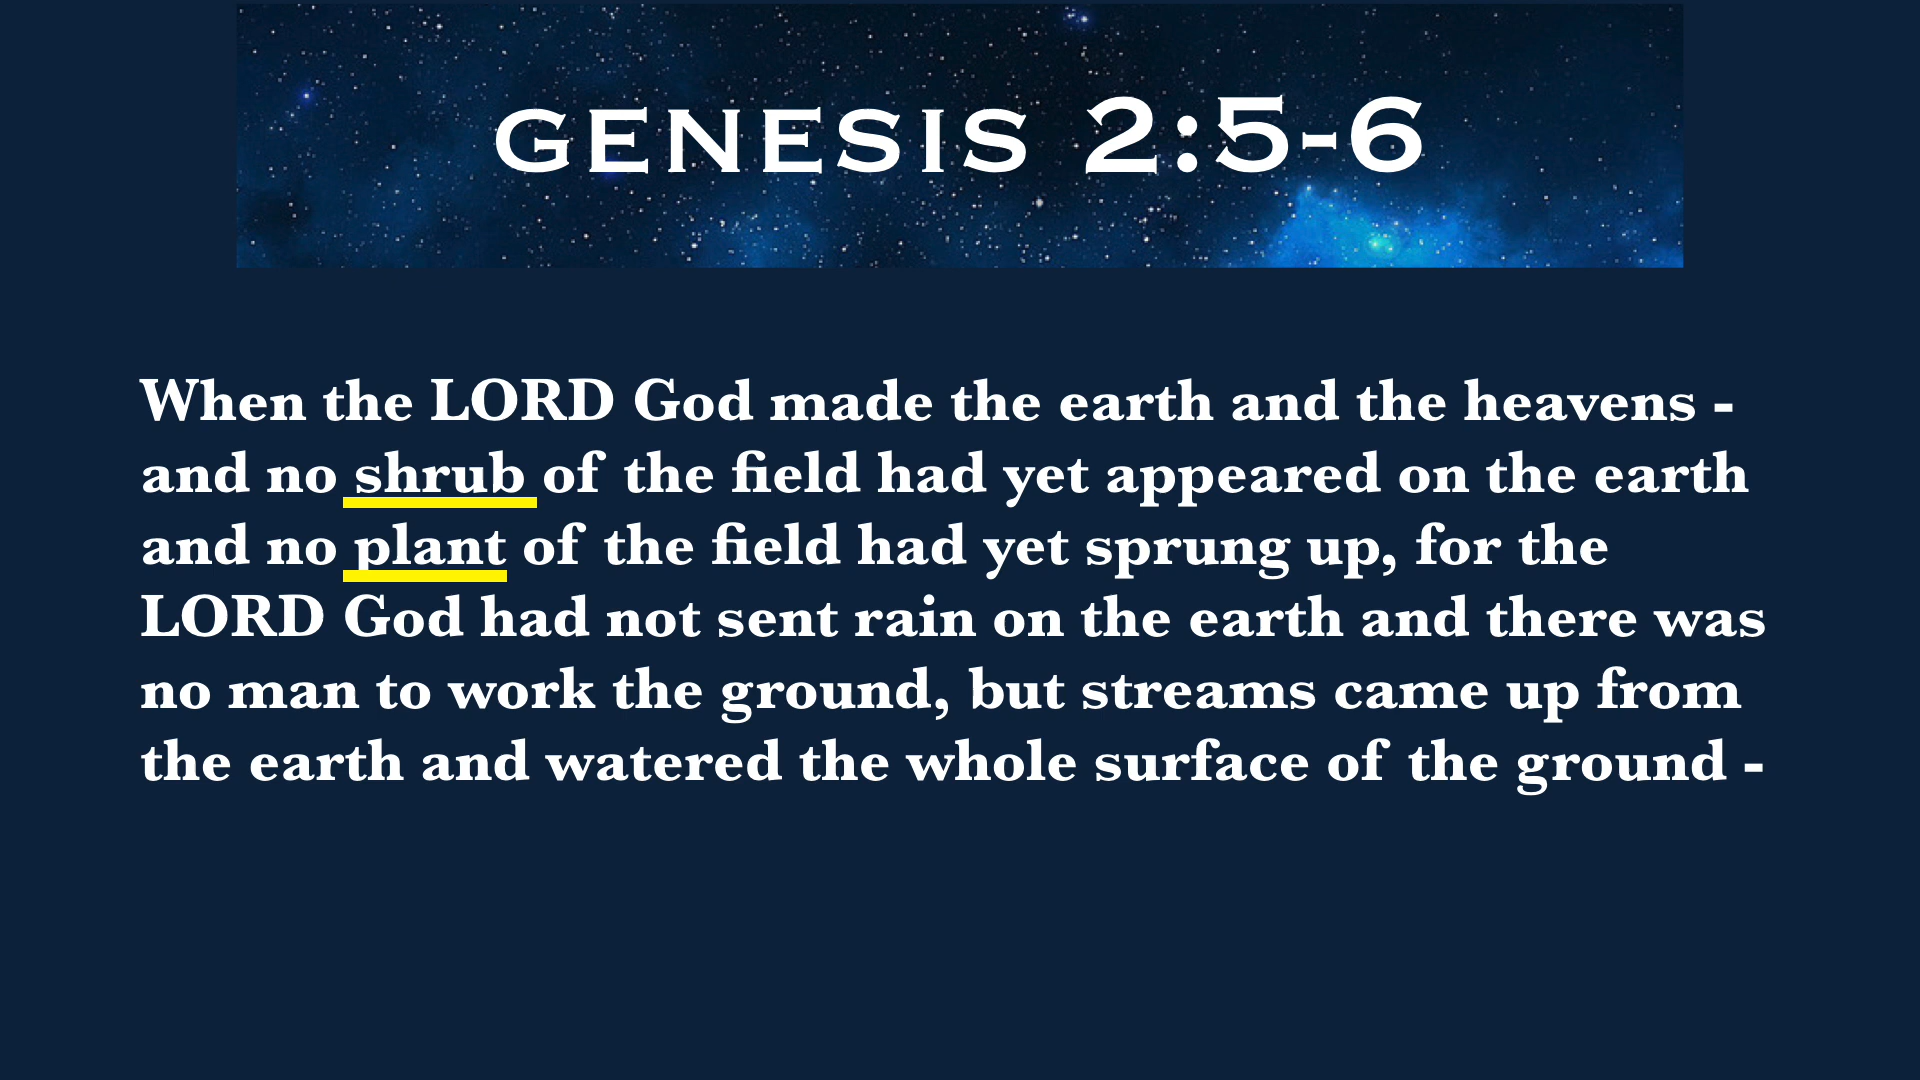 GENESIS 2:5-6
When the LORD God made the earth and the heavens -
and no shrub of the field had yet appeared on the earth
and no plant of the field had yet sprung up, for the
LORD God had not sent rain on the earth and there was
no man to work the ground, but streams came up from
the earth and watered the whole surface of the ground -